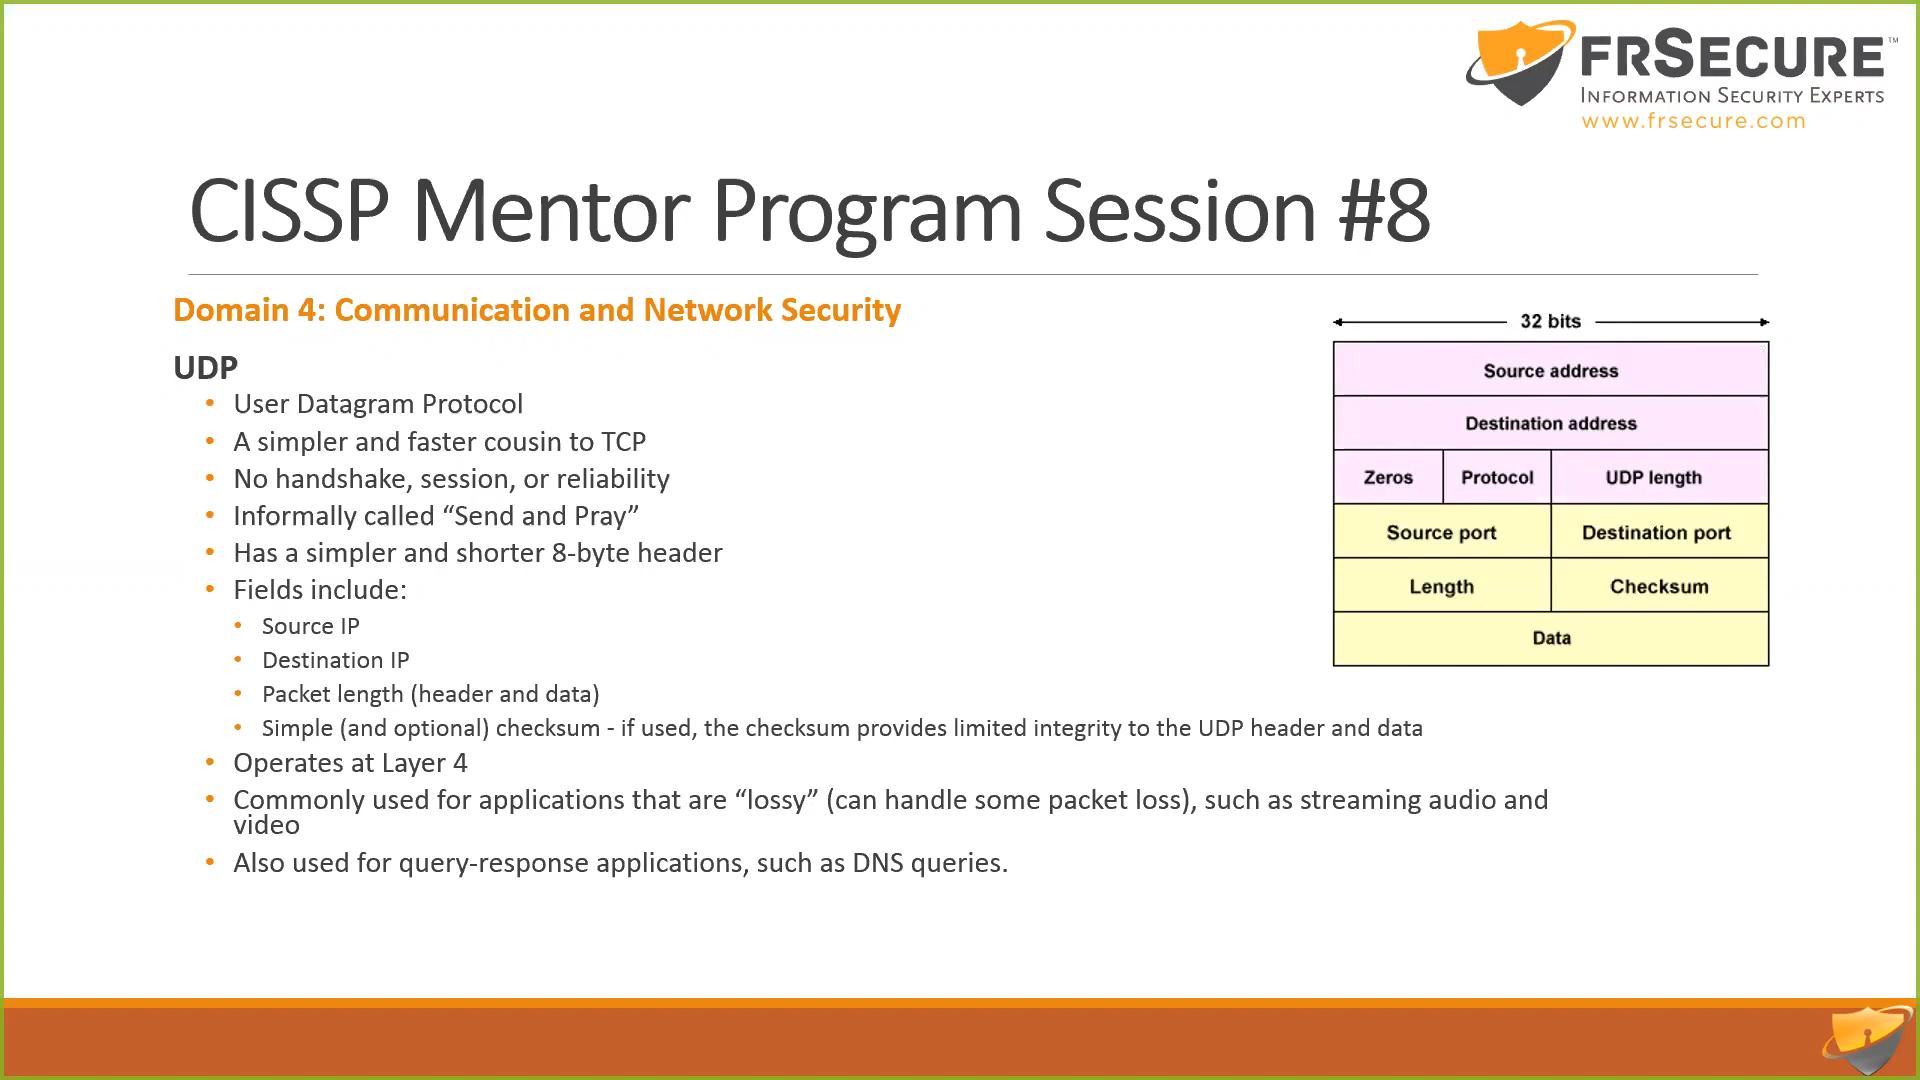 FRSECURE™
INFORMATION SECURITY EXPERTS
www.frsecure.com
CISSP Mentor Program Session #8
Domain 4: Communication and Network Security
UDP
• User Datagram Protocol
• A simpler and faster cousin to TCP
• No handshake, session, or reliability
• Informally called “Send and Pray”
• Has a simpler and shorter 8-byte header
• Fields include:
• Source IP
• Destination IP
• Packet length (header and data)
• Simple (and optional) checksum - if used, the checksum provides limited integrity to the UDP header and data
• Operates at Layer 4
• Commonly used for applications that are “lossy” (can handle some packet loss), such as streaming audio and
video
• Also used for query-response applications, such as DNS queries.
32 bits
Source address
Destination address
Zeros Protocol UDP length
Source port Destination port
Length Checksum
Data